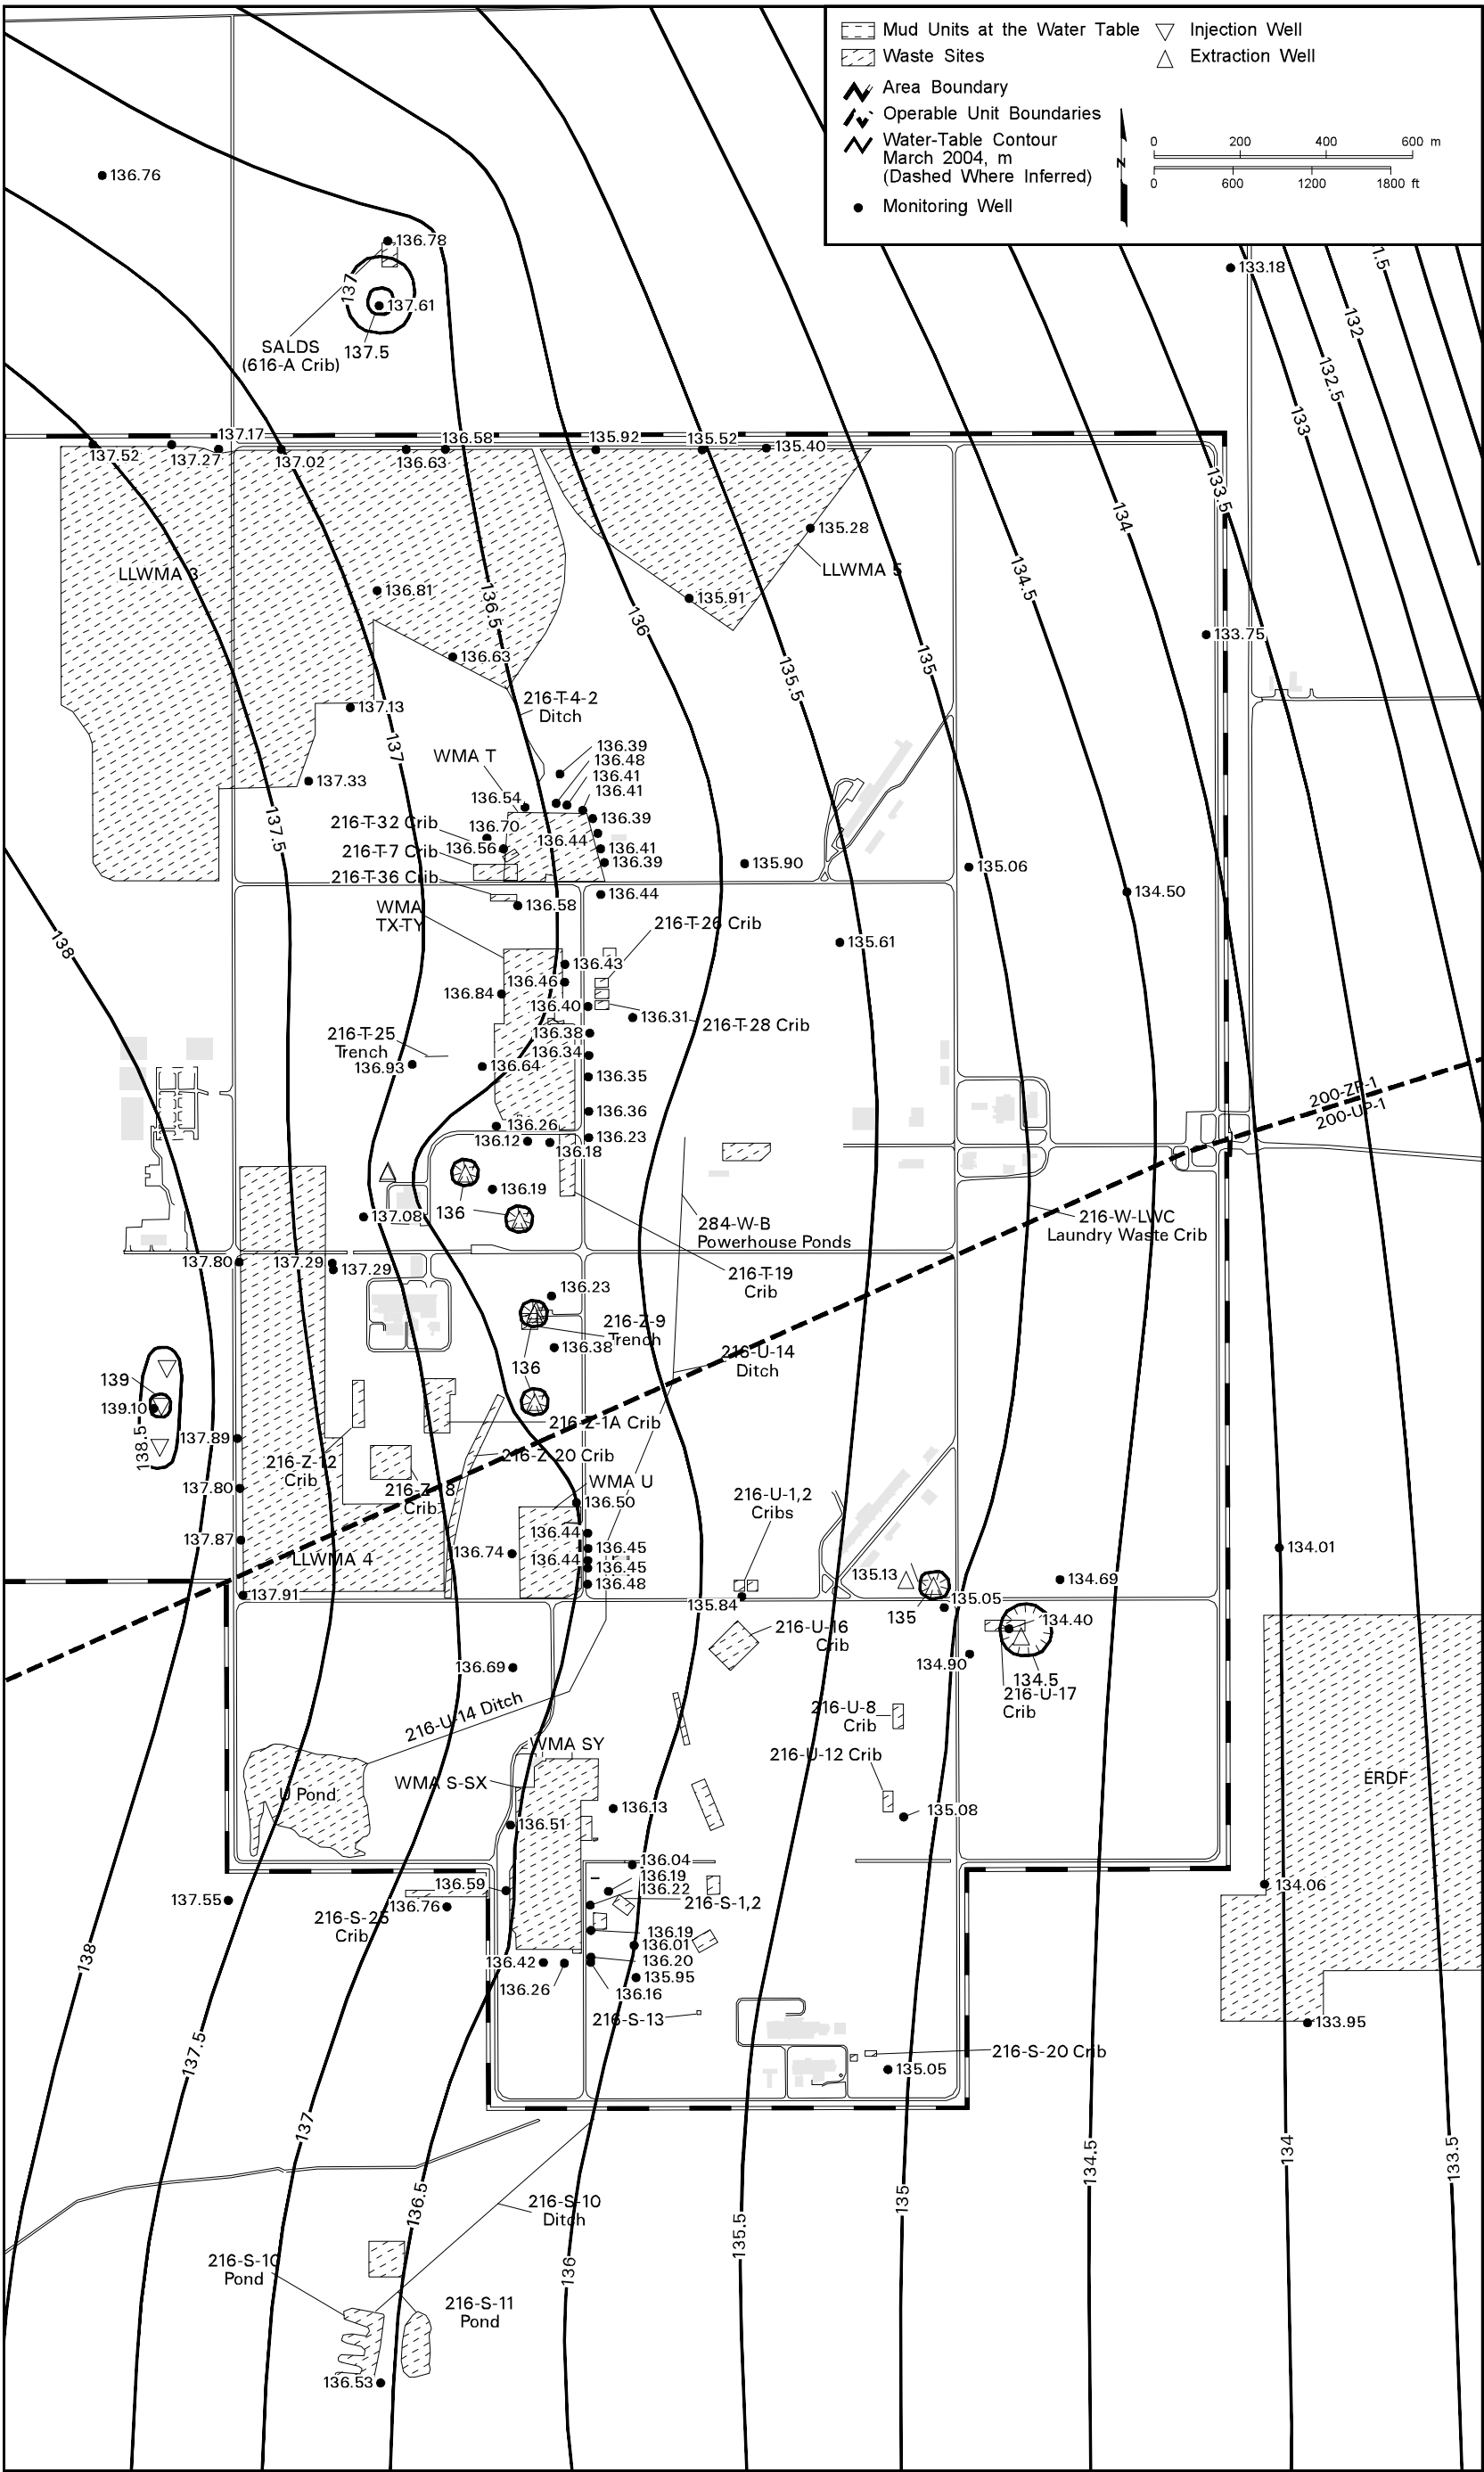 Mud Units at the Water Table
Waste Sites
Area Boundary
Operable Unit Boundaries
Water-Table Contour
March 2004, m
(Dashed Where Inferred)
Monitoring Well
Injection Well
Extraction Well
N
0 200 400 600 m
0 600 1200 1800 ft
136.76
136.78
137
137.61
137.5
SALDS
(616-A Crib)
133.18
1.5
132
132.5
133
137.17
136.58
135.92
135.52
135.40
137.52
137.27
137.02
136.63
133.5
134
135.28
LLWMA 3
LLWMA 5
134.5
136.81
136.5
135.91
136
133.75
136.63
135.5
135
216-T-4-2
Ditch
137.13
137
WMA T
136.39
136.48
136.41
136.41
137.33
136.54
137.5
216-T-32 Crib
136.70
136.39
136.44
216-T-7 Crib
136.56
136.41
136.39
135.90
135.06
216-T-36 Crib
136.44
134.50
136.58
WMA
TX-TY
216-T-26 Crib
138
135.61
136.43
136.46
136.84
136.40
136.31
216-T-28 Crib
216-T-25
Trench
136.38
136.34
136.93
136.64
136.35
200-ZP-1
200-UP-1
136.36
136.26
136.12
136.23
136.18
136.19
137.08
136
284-W-B
Powerhouse Ponds
216-W-LWC
Laundry Waste Crib
137.80
137.29
137.29
216-T-19
Crib
136.23
216-Z-9
Trench
136.38
136
216-U-14
Ditch
139
139.10
138.5
137.89
216-Z-1A Crib
216-Z-12
Crib
216-Z-20 Crib
137.80
216-Z-18
Crib
WMA U
136.50
216-U-1,2
Cribs
137.87
136.44
136.45
136.74
136.44
136.45
136.48
LLWMA 4
134.01
135.13
134.69
137.91
135.84
135
135.05
134.40
216-U-16
Crib
136.69
134.90
134.5
216-U-17
Crib
216-U-14 Ditch
216-U-8
Crib
WMA SY
216-U-12 Crib
WMA S-SX
U Pond
ERDF
136.13
135.08
136.51
136.04
136.19
136.22
136.59
134.06
137.55
136.76
216-S-1,2
216-S-25
Crib
136.19
136.01
138
136.42
136.20
135.95
136.26
136.16
216-S-13
133.95
137.5
216-S-20 Crib
135.05
137
134.5
134
133.5
136.5
135
216-S-10
Ditch
135.5
136
216-S-10
Pond
216-S-11
Pond
136.53